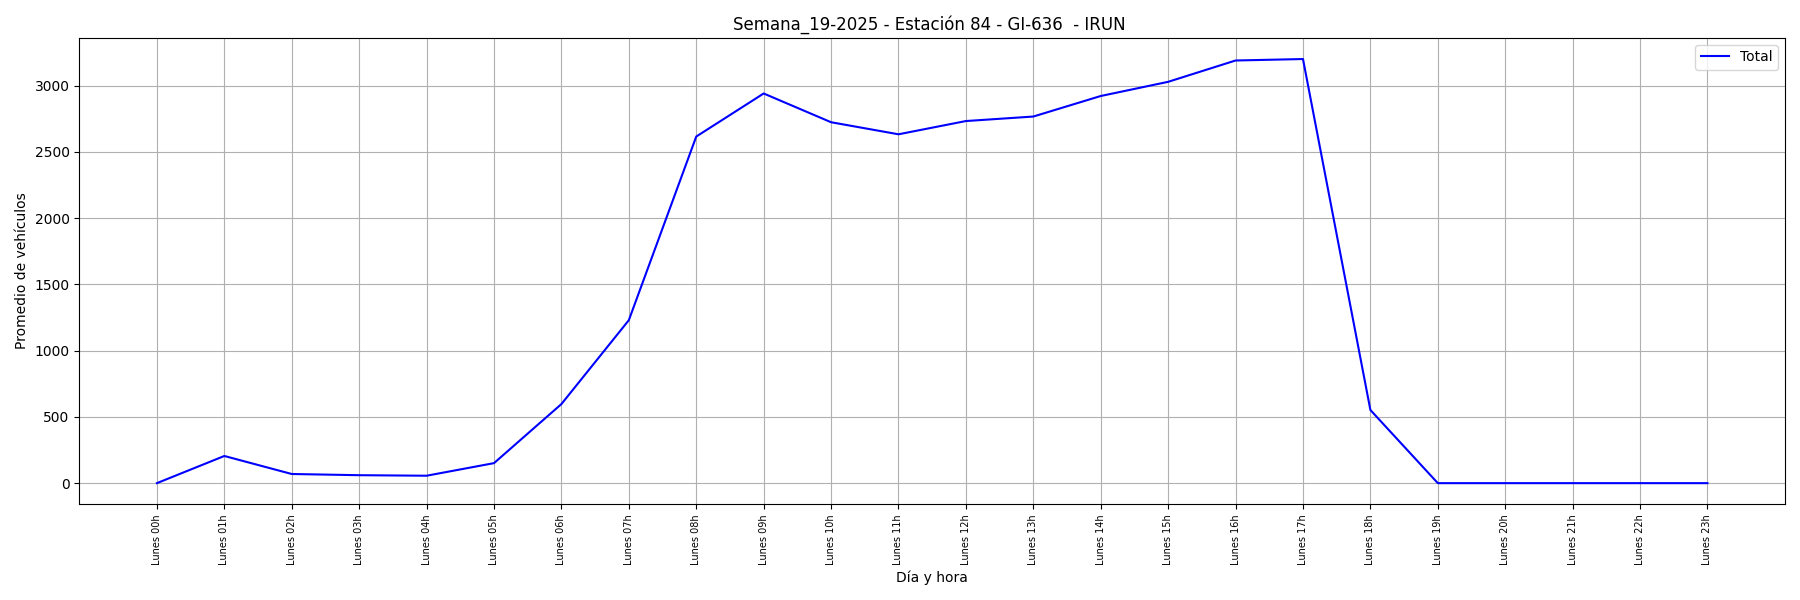 Semana_19-2025 - Estación 84 - GI-636  - IRUN
Total
Promedio de vehículos
3000
2500
2000
1500
1000
500
0
Lunes 00h
Lunes 01h
Lunes 02h
Lunes 03h
Lunes 04h
Lunes 05h
Lunes 06h
Lunes 07h
Lunes 08h
Lunes 09h
Lunes 10h
Lunes 11h
Lunes 12h
Lunes 13h
Lunes 14h
Lunes 15h
Lunes 16h
Lunes 17h
Lunes 18h
Lunes 19h
Lunes 20h
Lunes 21h
Lunes 22h
Lunes 23h
Día y hora